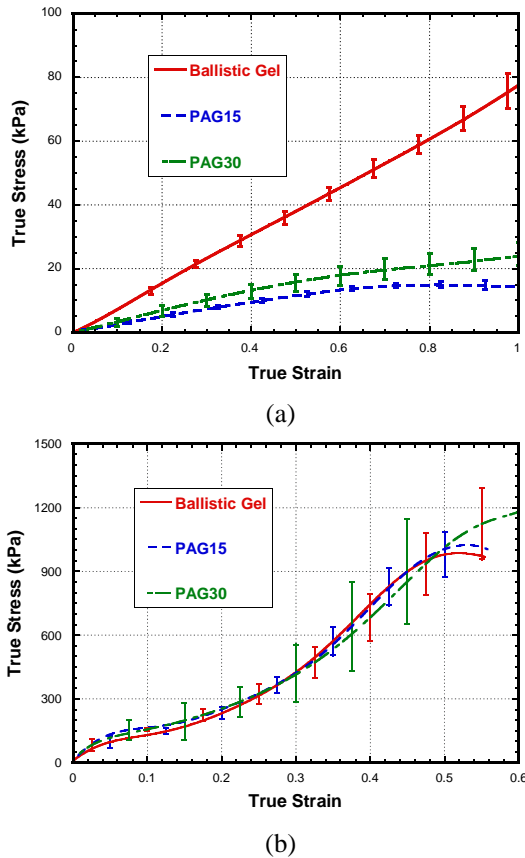 100
80
60
40
20
0
True Stress (kPa)
Ballistic Gel
PAG15
PAG30
0 0.2 0.4 0.6 0.8 1
True Strain
(a)
1500
1200
900
600
300
0
True Stress (kPa)
Ballistic Gel
PAG15
PAG30
0 0.1 0.2 0.3 0.4 0.5 0.6
True Strain
(b)